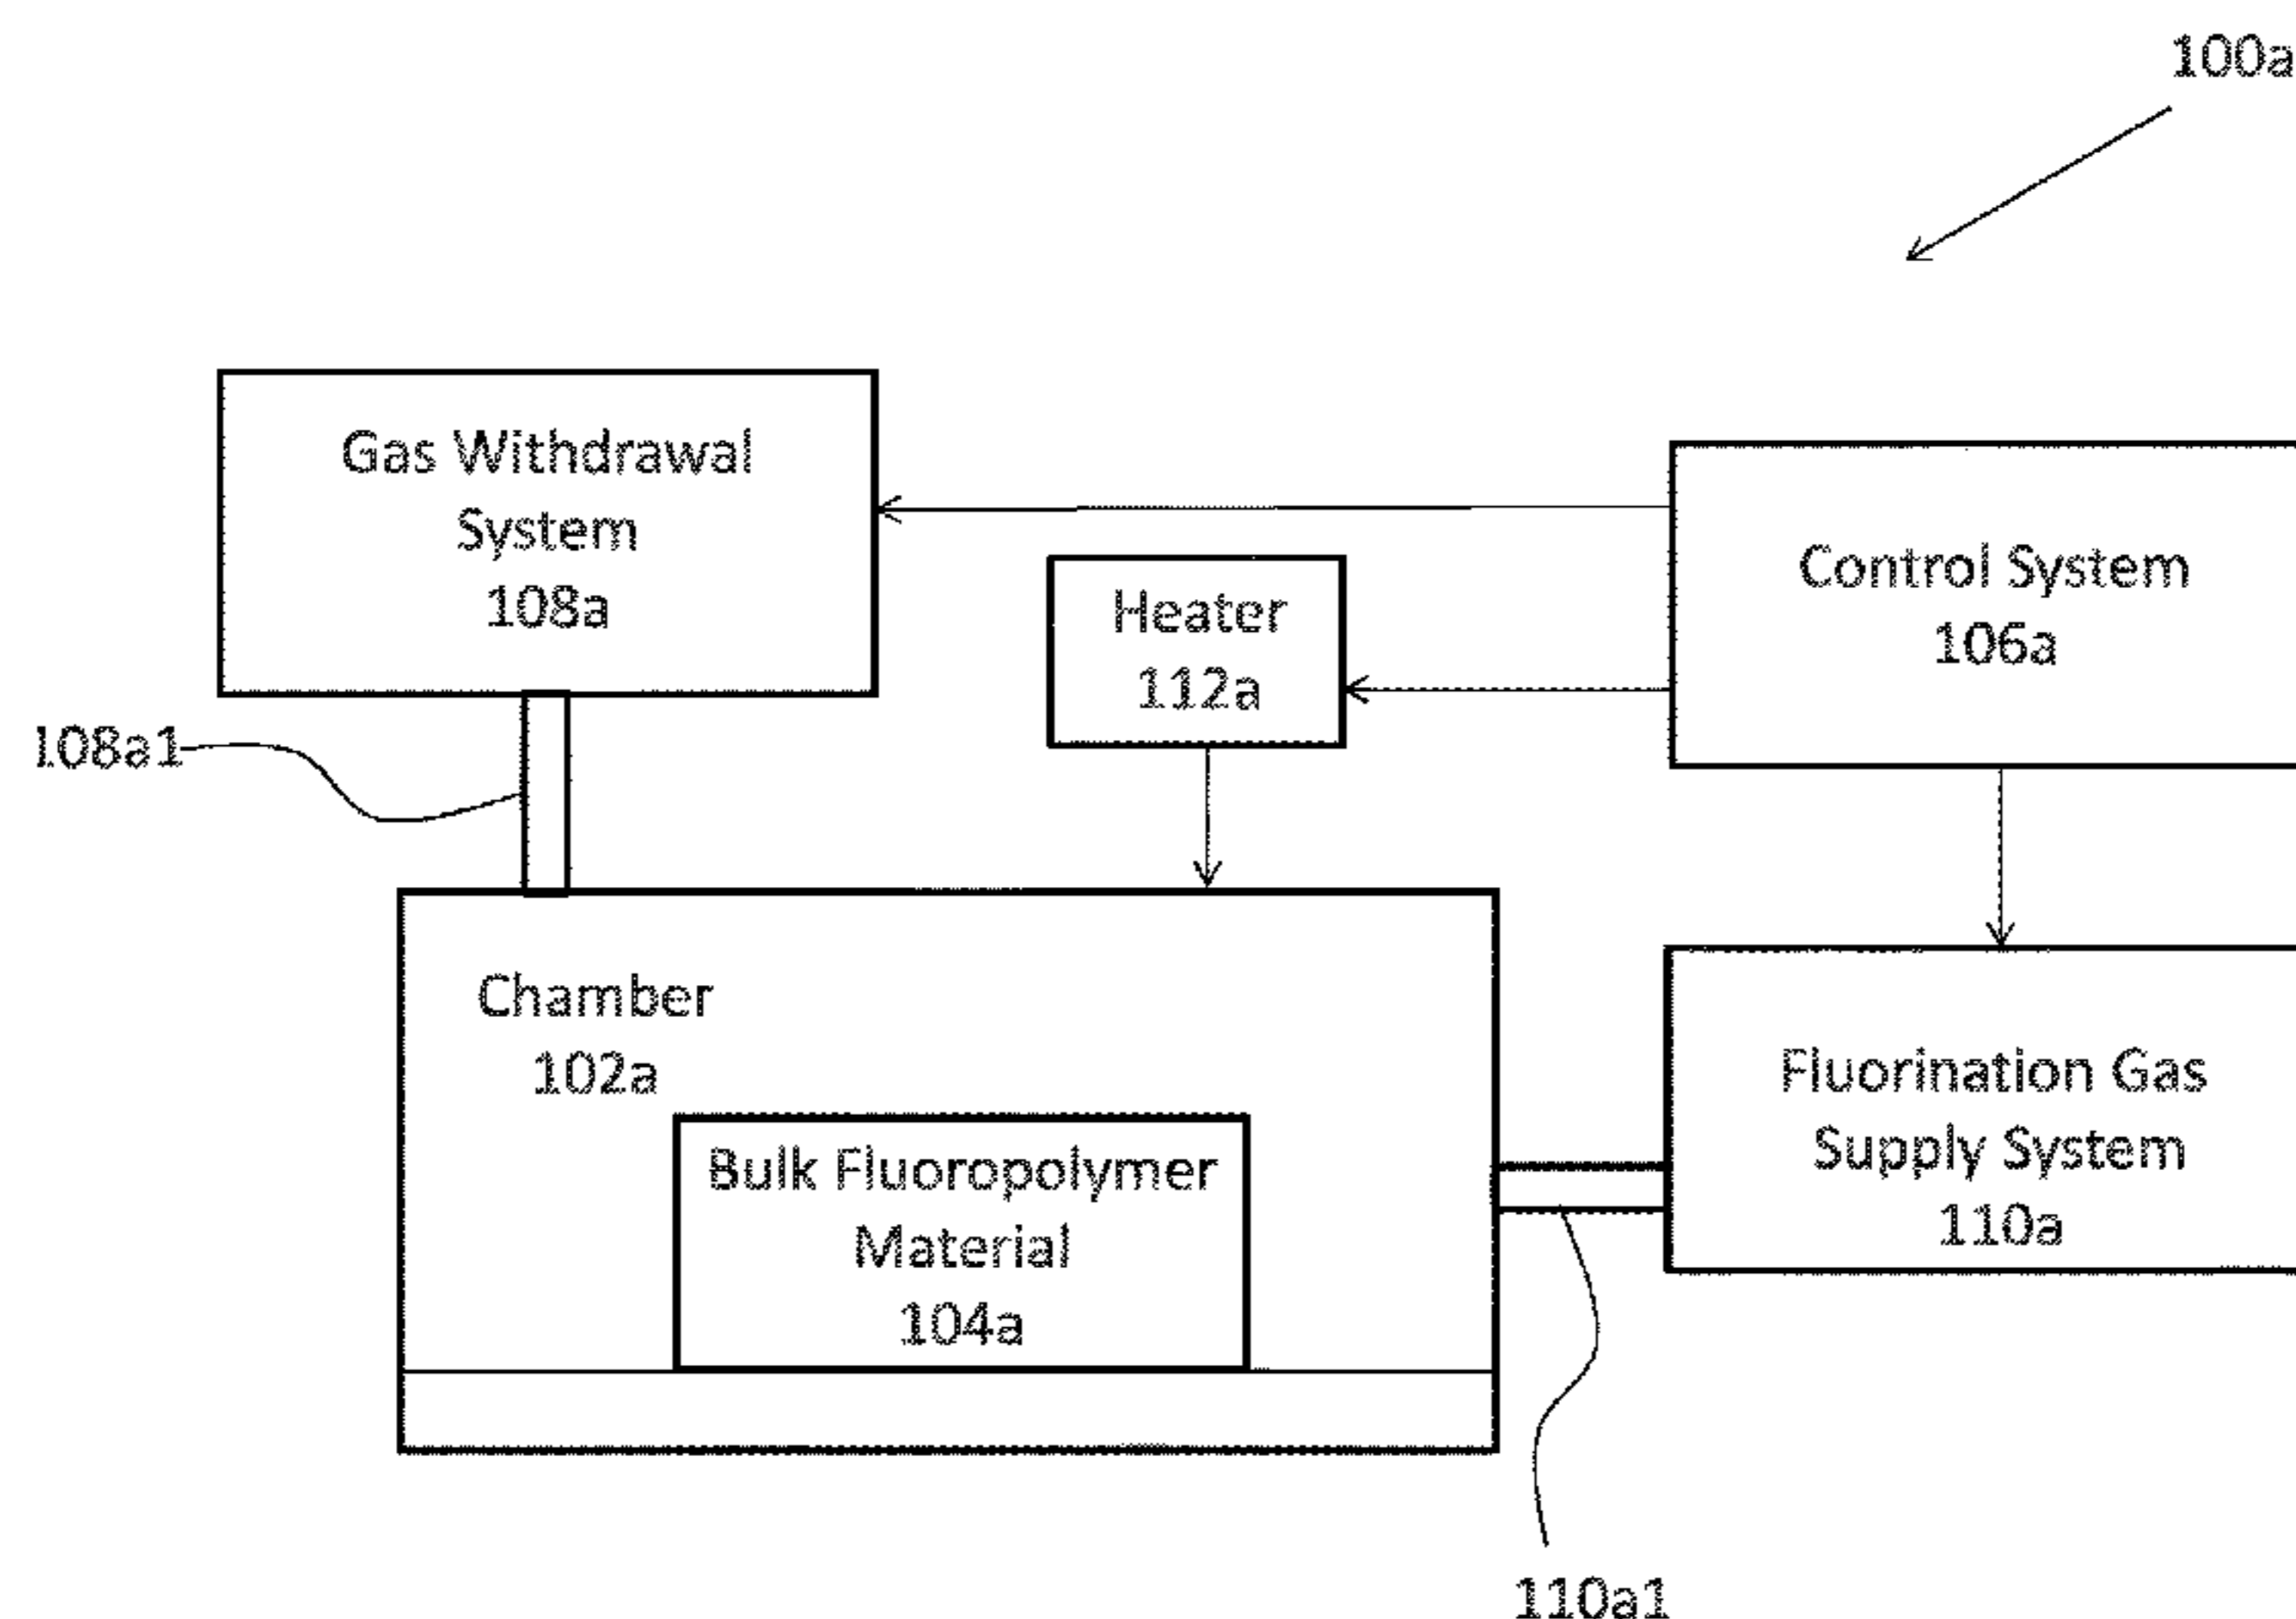 100a
Gas Withdrawal
System
108a
Control System
106a
Heater
112a
108a1
Chamber
102a
Fluorination Gas
Supply System
110a
Bulk Fluoropolymer
Material
104a
110a1